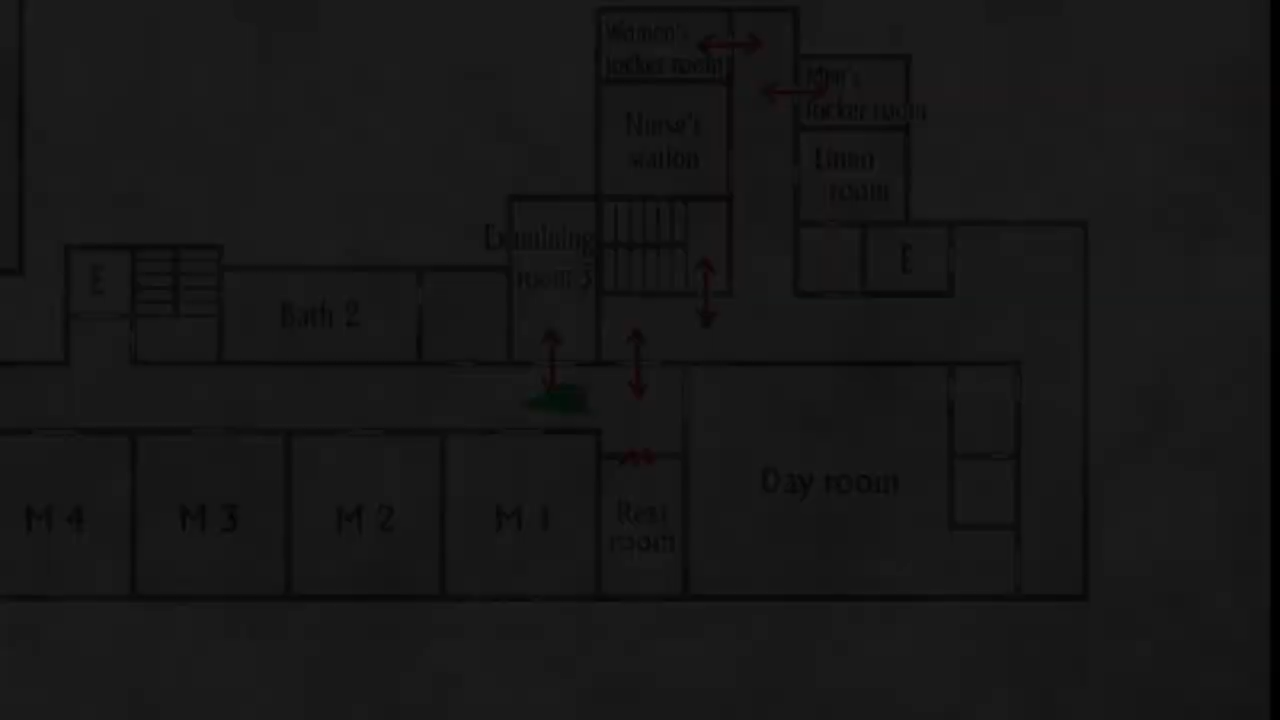 Women's
locker room
Men's
locker room
Nurse's
station
Linen
room
Examining
room 3
E
E
Bath 2
Day room
M 4
M 3
M 2
M 1
Rest
room